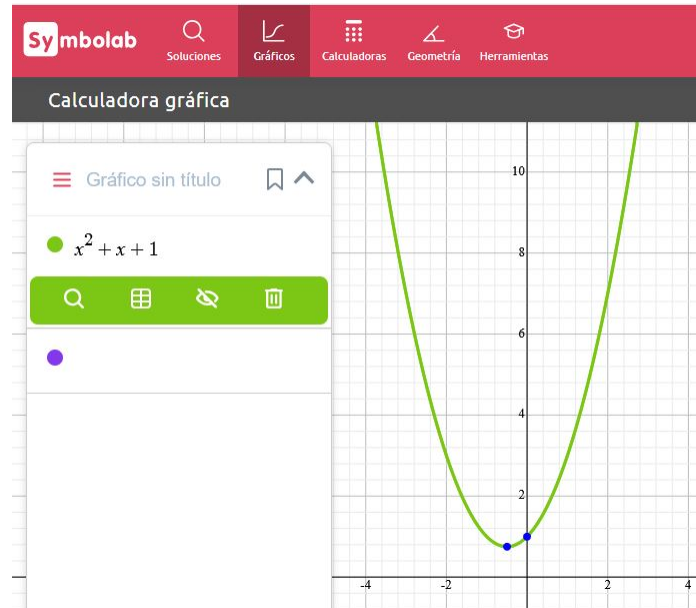 Symbolab
Soluciones
Gráficos
Calculadoras
Geometría
Herramientas
Calculadora gráfica
Gráfico sin título
x² + x + 1
10
8
6
4
2
-4
-2
2
4